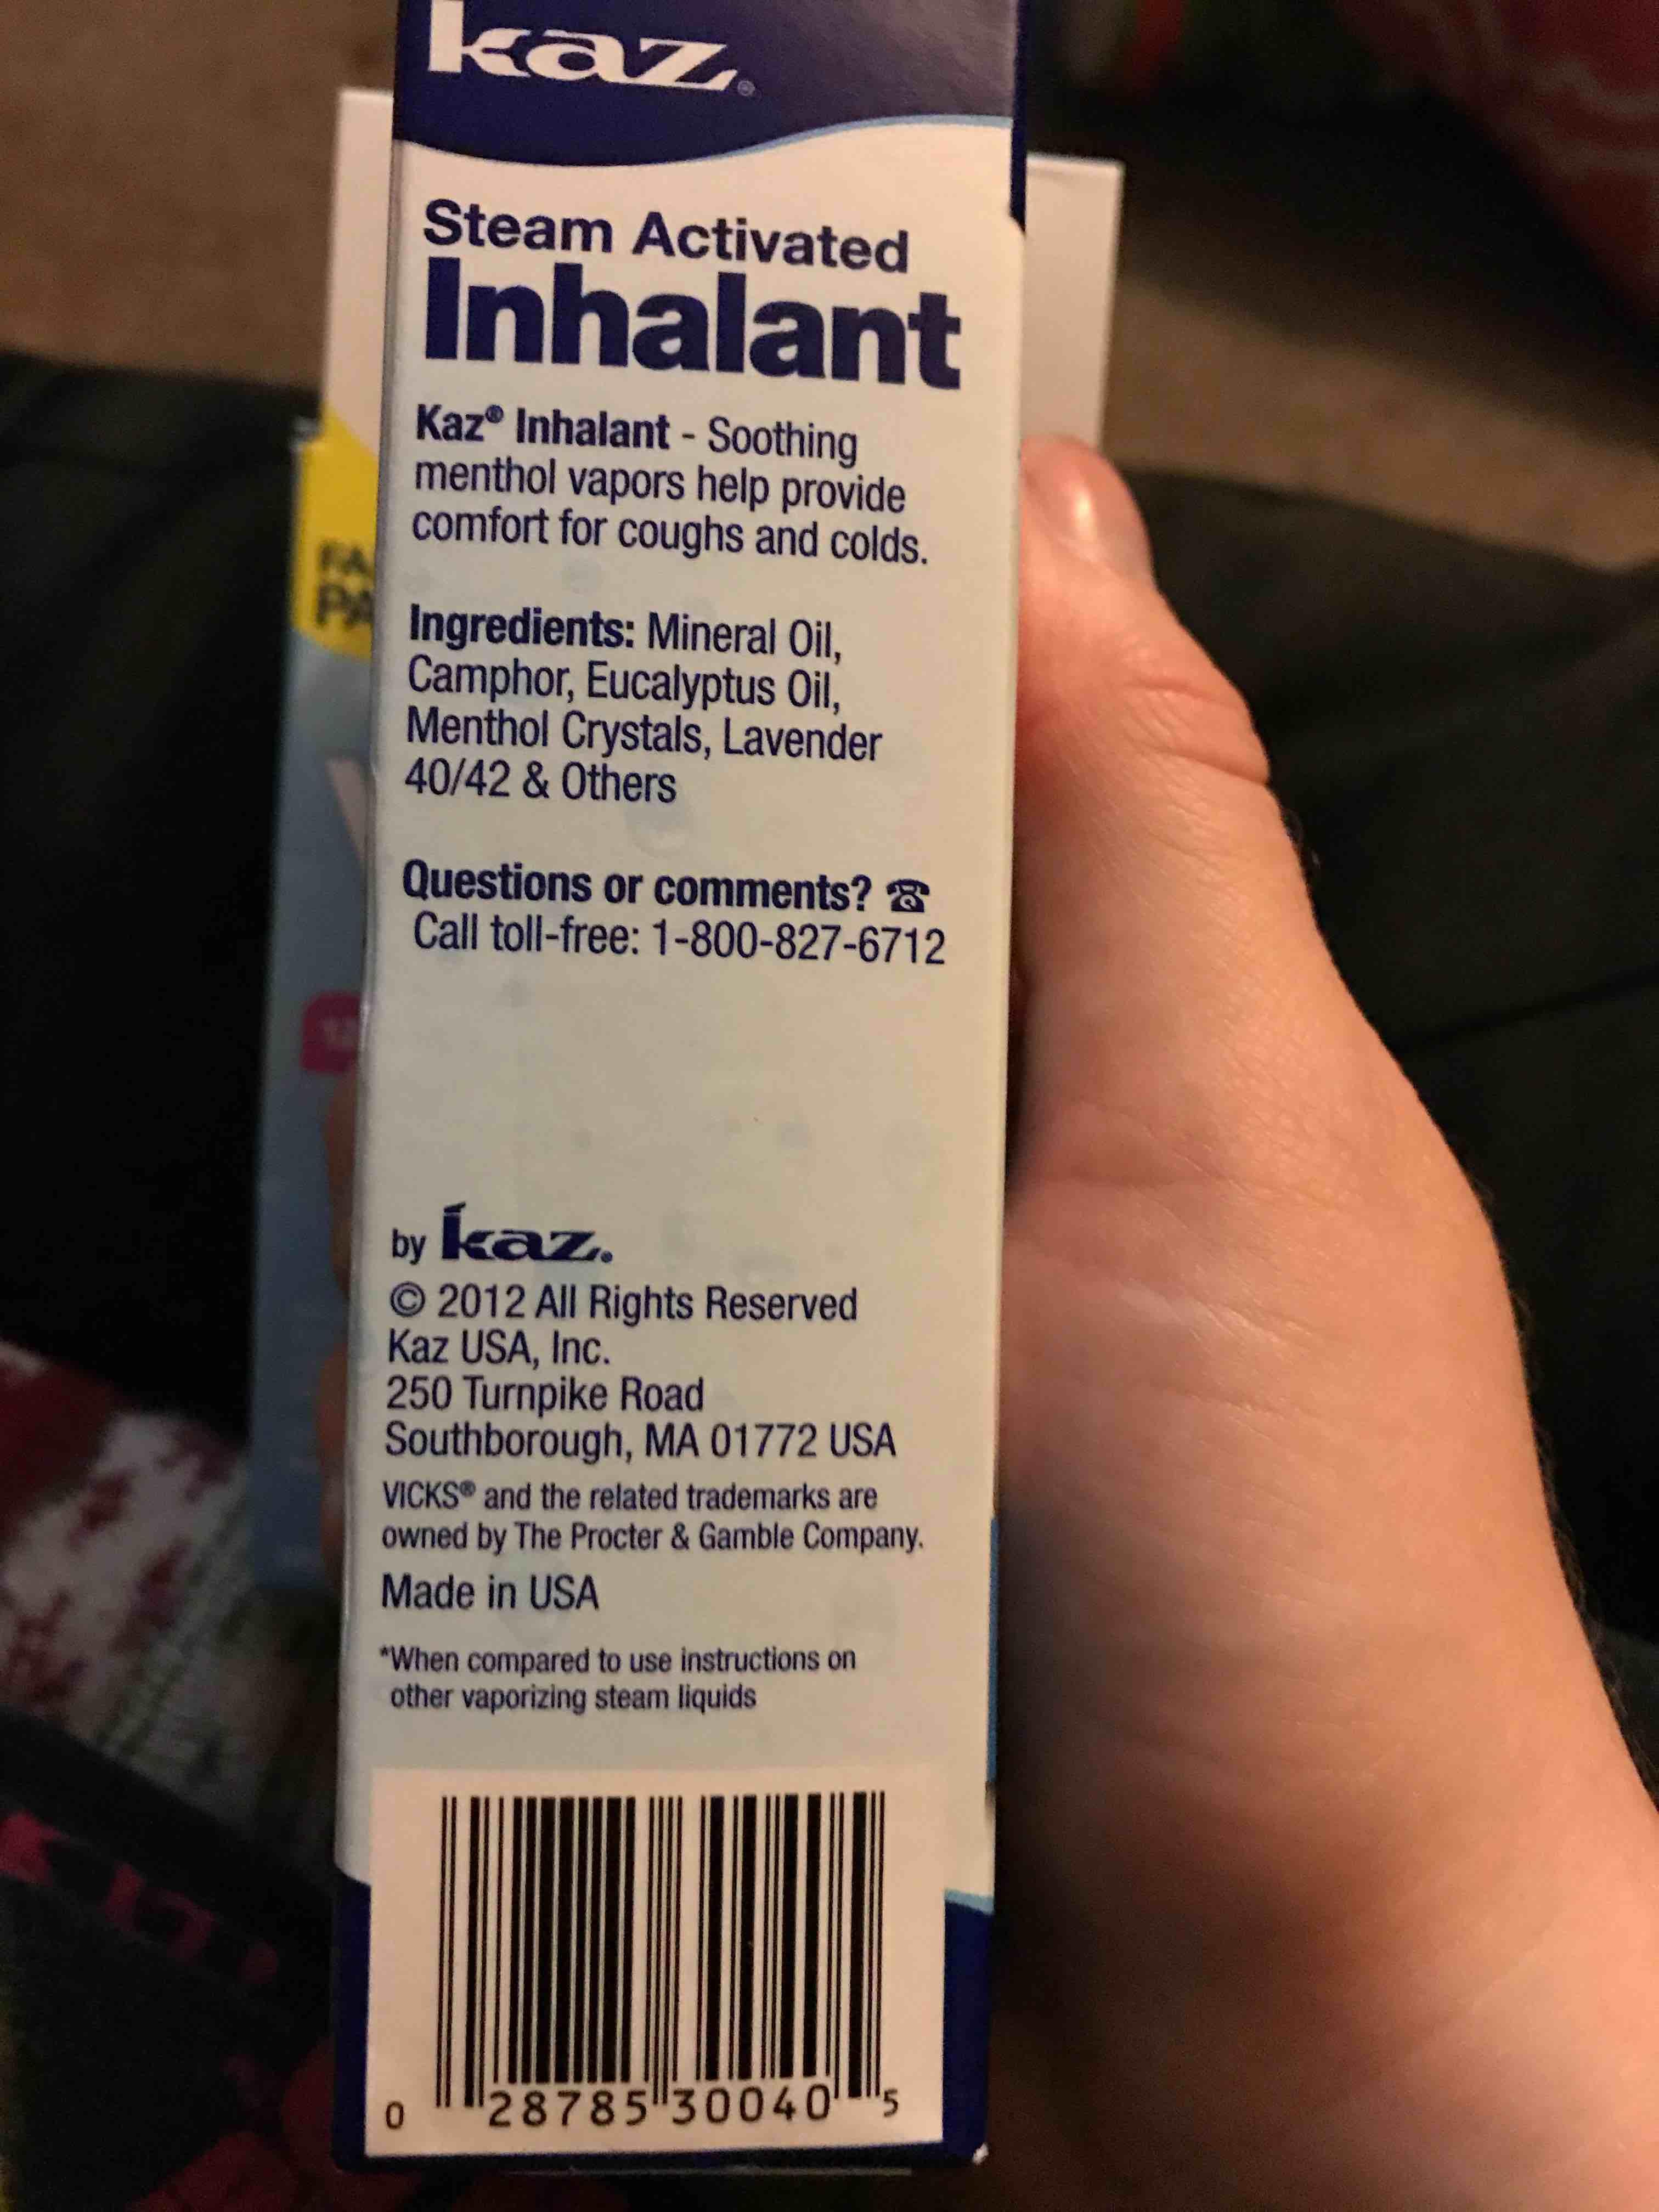 kaz®
Steam Activated
Inhalant
Kaz® Inhalant - Soothing
menthol vapors help provide
comfort for coughs and colds.
Ingredients: Mineral Oil,
Camphor, Eucalyptus Oil,
Menthol Crystals, Lavender
40/42 & Others
Questions or comments? ☎
Call toll-free: 1-800-827-6712
by kaz.
© 2012 All Rights Reserved
Kaz USA, Inc.
250 Turnpike Road
Southborough, MA 01772 USA
VICKS® and the related trademarks are
owned by The Procter & Gamble Company.
Made in USA
*When compared to use instructions on
other vaporizing steam liquids
0 28785 30040 5
FA
PA